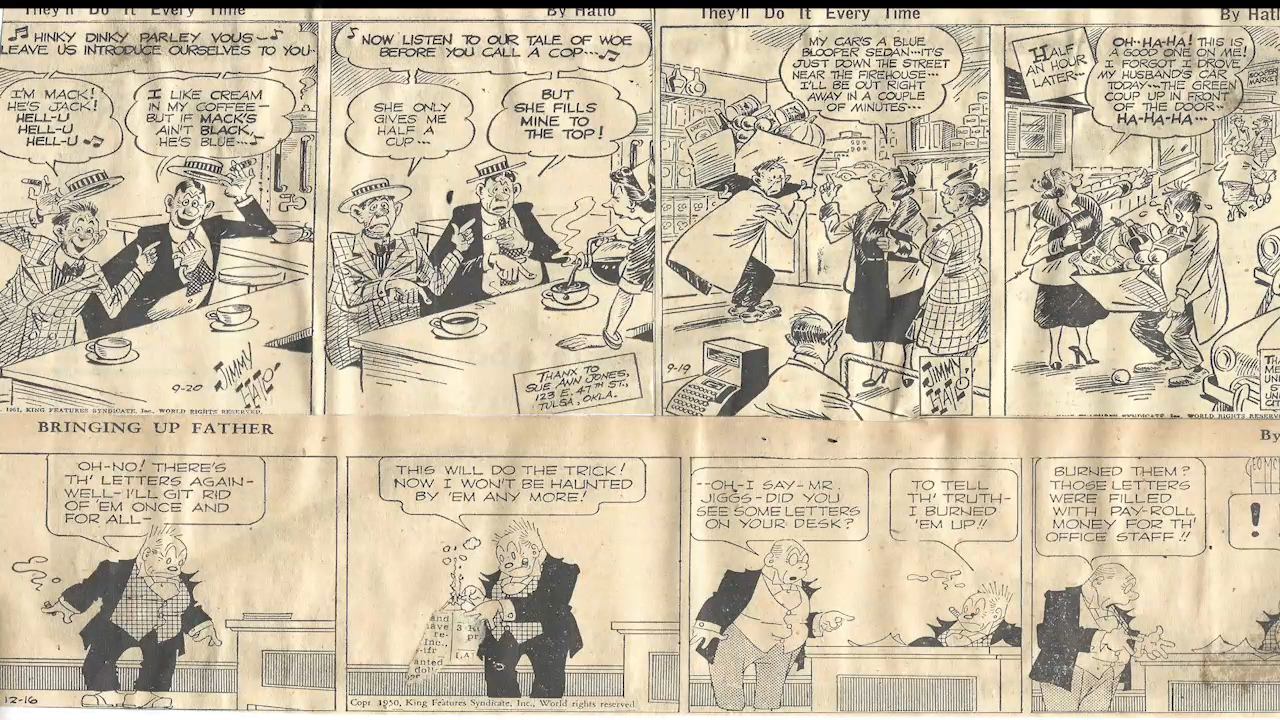 They'll Do It Every Time
By Hatlo
They'll Do It Every Time
By Hatl
HINKY DINKY PARLEY VOUS—
LEAVE US INTRODUCE OURSELVES TO YOU.
I'M MACK!
HE'S JACK!
HELL-U
HELL-U
HELL-U
I LIKE CREAM
IN MY COFFEE—
BUT IF MACK'S
AIN'T BLACK,
HE'S BLUE...
9-20
JIMMY
HATLO
1961, KING FEATURES SYNDICATE, Inc., WORLD RIGHTS RESERVED.
NOW LISTEN TO OUR TALE OF WOE
BEFORE YOU CALL A COP...
SHE ONLY
GIVES ME
HALF A
CUP...
BUT
SHE FILLS
MINE TO
THE TOP!
THANX TO
SUE ANN JONES,
123 E. 47TH ST.,
TULSA, OKLA.
MY CAR'S A BLUE
BLOOFER SEDAN...IT'S
JUST DOWN THE STREET
NEAR THE FIREHOUSE...
I'LL BE OUT RIGHT
AWAY IN A COUPLE
OF MINUTES...
9-19
JIMMY
HATLO
HALF
AN HOUR
LATER...
OH..HA-HA! THIS IS
A GOOD ONE ON ME!
I FORGOT I DROVE
MY HUSBAND'S CAR
TODAY...THE GREEN
COUP UP IN FRONT
OF THE DOOR..
HA-HA-HA...
SYNDICATE, Inc., WORLD RIGHTS RESER
BRINGING UP FATHER
By
OH-NO! THERE'S
TH' LETTERS AGAIN-
WELL-I'LL GIT RID
OF 'EM ONCE AND
FOR ALL-
12-16
THIS WILL DO THE TRICK!
NOW I WON'T BE HAUNTED
BY 'EM ANY MORE!
and
have
re-
Inc.,
Copr. 1950, King Features Syndicate, Inc., World rights reserved
--OH-I SAY-MR.
JIGGS-DID YOU
SEE SOME LETTERS
ON YOUR DESK?
TO TELL
TH' TRUTH-
I BURNED
'EM UP!!
BURNED THEM?
THOSE LETTERS
WERE FILLED
WITH PAY-ROLL
MONEY FOR TH'
OFFICE STAFF!!
!